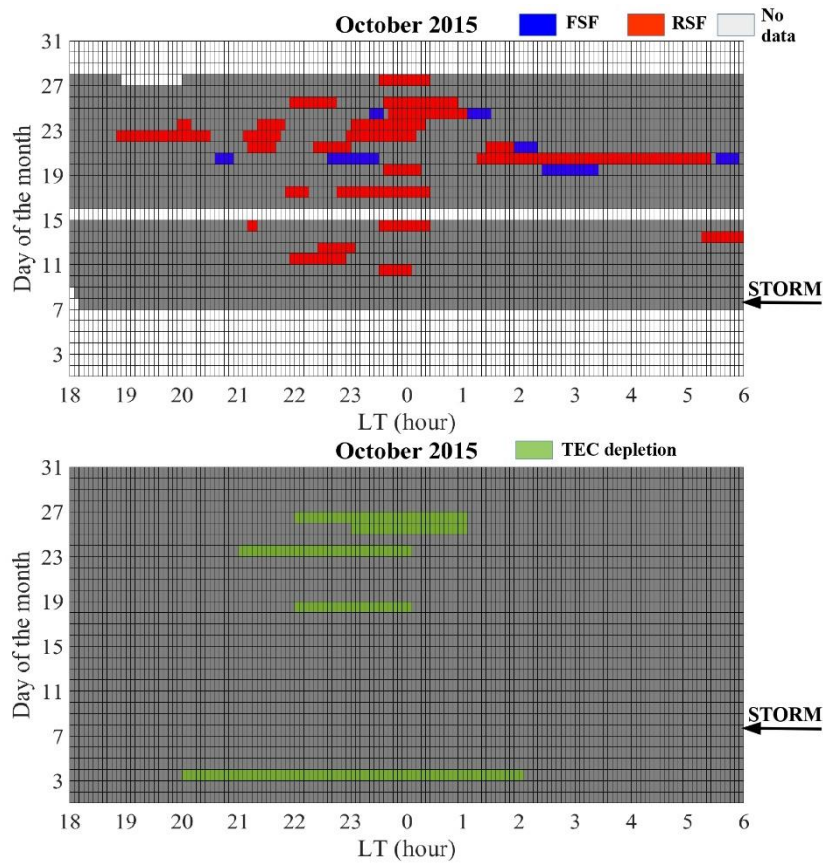 October 2015
FSF
RSF
No
data
31
27
23
19
15
11
7
3
Day of the month
STORM
18 19 20 21 22 23 0 1 2 3 4 5 6
LT (hour)
October 2015
TEC depletion
31
27
23
19
15
11
7
3
Day of the month
STORM
18 19 20 21 22 23 0 1 2 3 4 5 6
LT (hour)